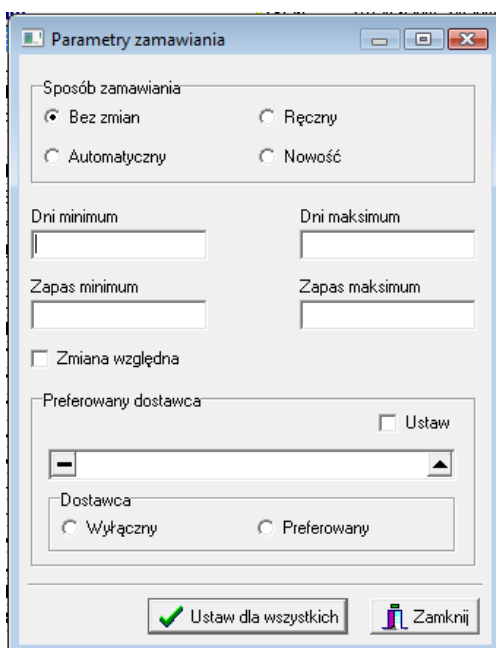 Parametry zamawiania
Sposób zamawiania
Bez zmian Ręczny
Automatyczny Nowość
Dni minimum Dni maksimum
Zapas minimum Zapas maksimum
Zmiana względna
Preferowany dostawca
Ustaw
Dostawca
Wyłączny Preferowany
Ustaw dla wszystkich Zamknij